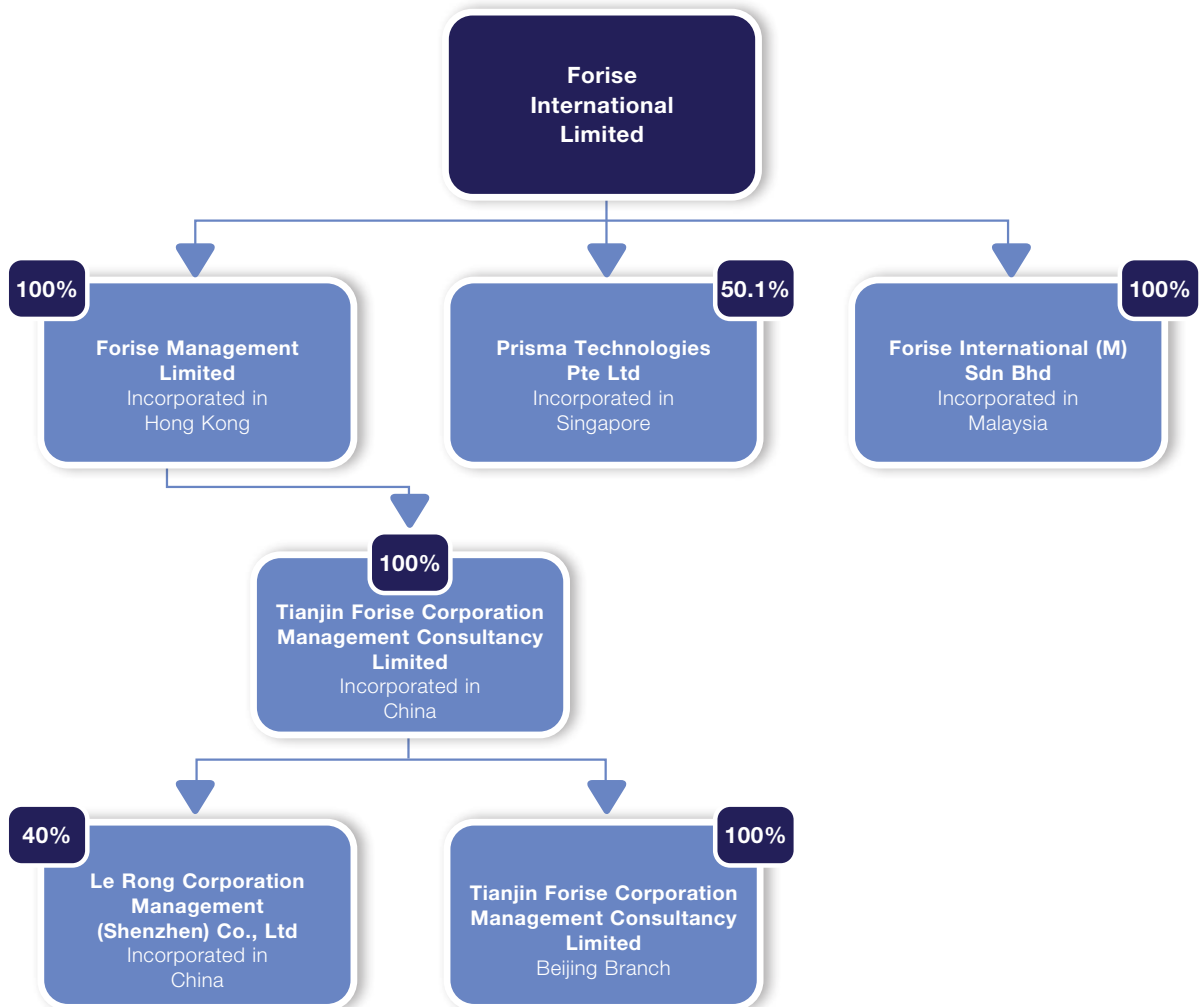 Forise
International
Limited
100%
Forise Management
Limited
Incorporated in
Hong Kong
50.1%
Prisma Technologies
Pte Ltd
Incorporated in
Singapore
100%
Forise International (M)
Sdn Bhd
Incorporated in
Malaysia
100%
Tianjin Forise Corporation
Management Consultancy
Limited
Incorporated in
China
40%
Le Rong Corporation
Management
(Shenzhen) Co., Ltd
Incorporated in
China
100%
Tianjin Forise Corporation
Management Consultancy
Limited
Beijing Branch